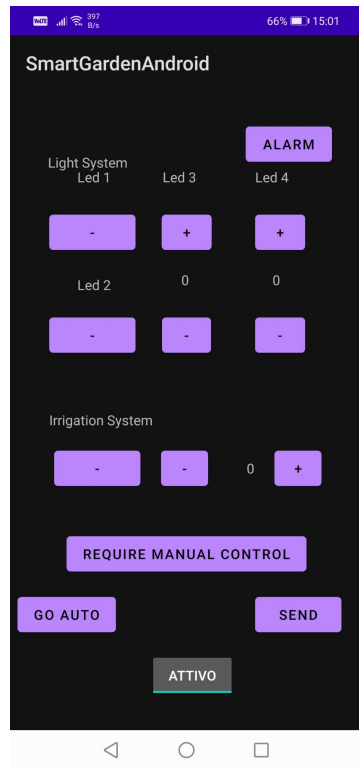 VoLTE 397 B/s 66% 15:01
SmartGardenAndroid
ALARM
Light System
Led 1 Led 3 Led 4
- + +
Led 2 0 0
- - -
Irrigation System
- - 0 +
REQUIRE MANUAL CONTROL
GO AUTO SEND
ATTIVO